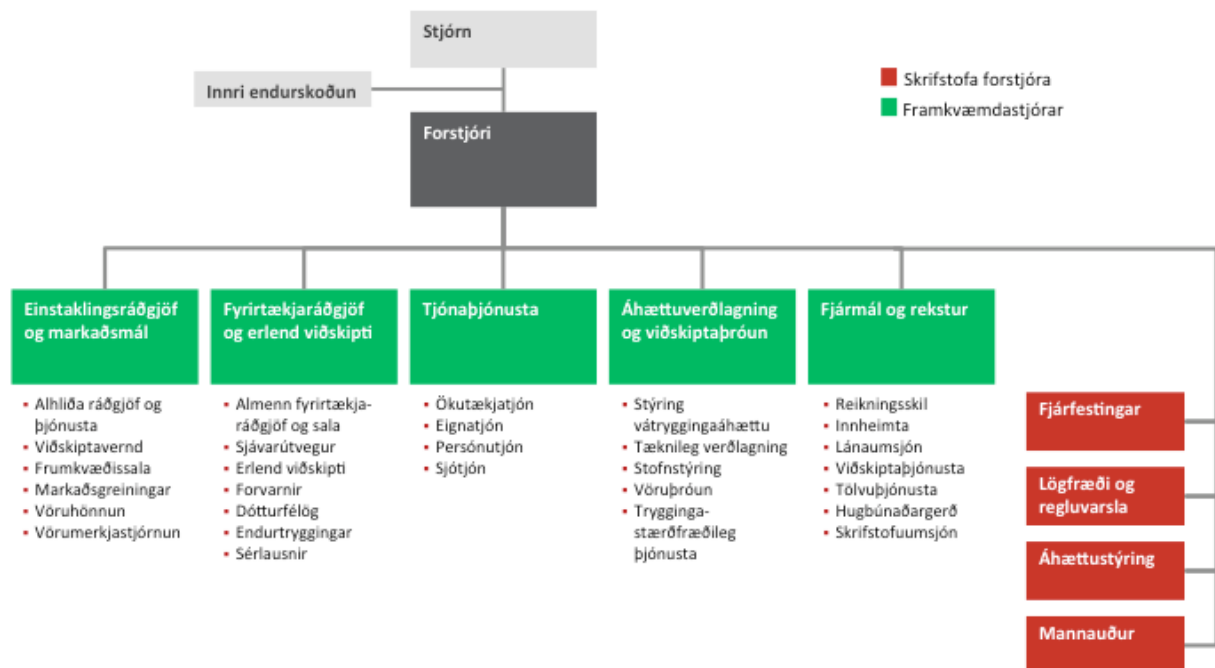 Stjórn
Innri endurskoðun
Skrifstofa forstjóra
Framkvæmdastjórar
Forstjóri
Einstaklingsráðgjöf
og markaðsmál
Alhliða ráðgjöf og
þjónusta
Viðskiptavernd
Frumkvæðissala
Markaðsgreiningar
Vöruhönnun
Vörumerkjastjórnun
Fyrirtækjaráðgjöf
og erlend viðskipti
Almenn fyrirtækja-
ráðgjöf og sala
Sjávarútvegur
Erlend viðskipti
Forvarnir
Dótturfélög
Endurtryggingar
Sérlausnir
Tjónaþjónusta
Ökutækjatjón
Eignatjón
Persónutjón
Sjótjón
Áhættuverðlagning
og viðskiptaþróun
Stýring
vátryggingaáhættu
Tæknileg verðlagning
Stofnstýring
Vöruþróun
Trygginga-
stærðfræðileg
þjónusta
Fjármál og rekstur
Reikningsskil
Innheimta
Lánaumsjón
Viðskiptaþjónusta
Tölvuþjónusta
Hugbúnaðargerð
Skrifstofuumsjón
Fjárfestingar
Lögfræði og
regluvarsla
Áhættustýring
Mannauður